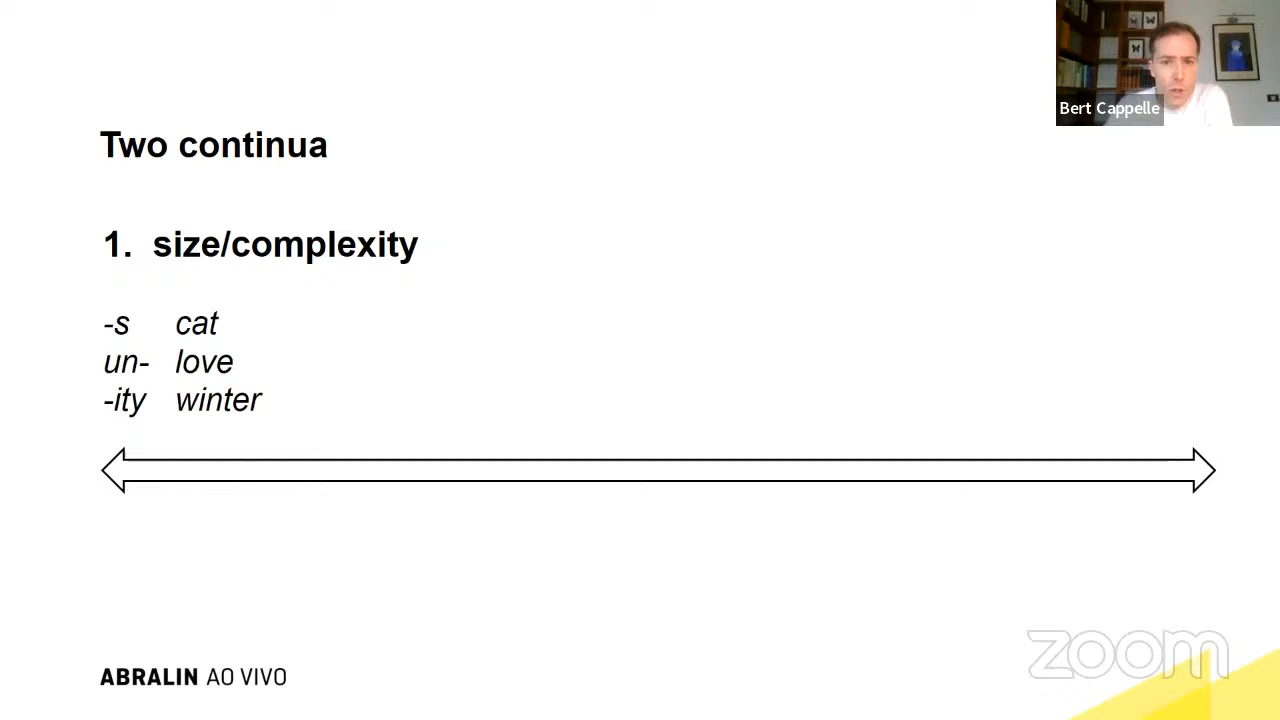 Bert Cappelle
Two continua
1. size/complexity
-s cat
un- love
-ity winter
ABRALIN AO VIVO
zoom